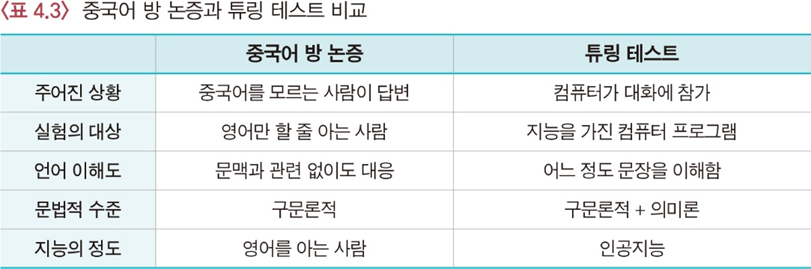 〈표 4.3〉 중국어 방 논증과 튜링 테스트 비교
중국어 방 논증 튜링 테스트
주어진 상황 중국어를 모르는 사람이 답변 컴퓨터가 대화에 참가
실험의 대상 영어만 할 줄 아는 사람 지능을 가진 컴퓨터 프로그램
언어 이해도 문맥과 관련 없이도 대응 어느 정도 문장을 이해함
문법적 수준 구문론적 구문론적 + 의미론
지능의 정도 영어를 아는 사람 인공지능